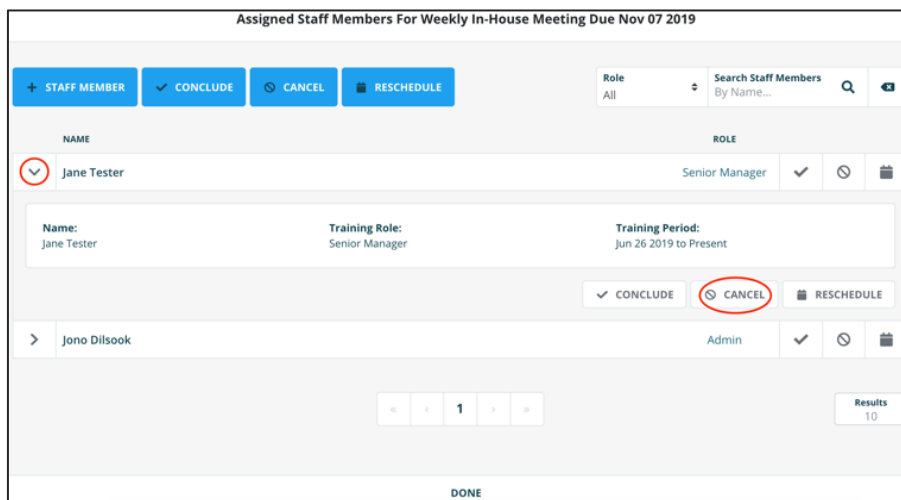 Assigned Staff Members For Weekly In-House Meeting Due Nov 07 2019
+ STAFF MEMBER CONCLUDE CANCEL RESCHEDULE
Role Search Staff Members
All By Name...
NAME ROLE
Jane Tester Senior Manager
Name: Training Role: Training Period:
Jane Tester Senior Manager Jun 26 2019 to Present
CONCLUDE CANCEL RESCHEDULE
Jono Dilsook Admin
« ‹ 1 › »
Results
10
DONE